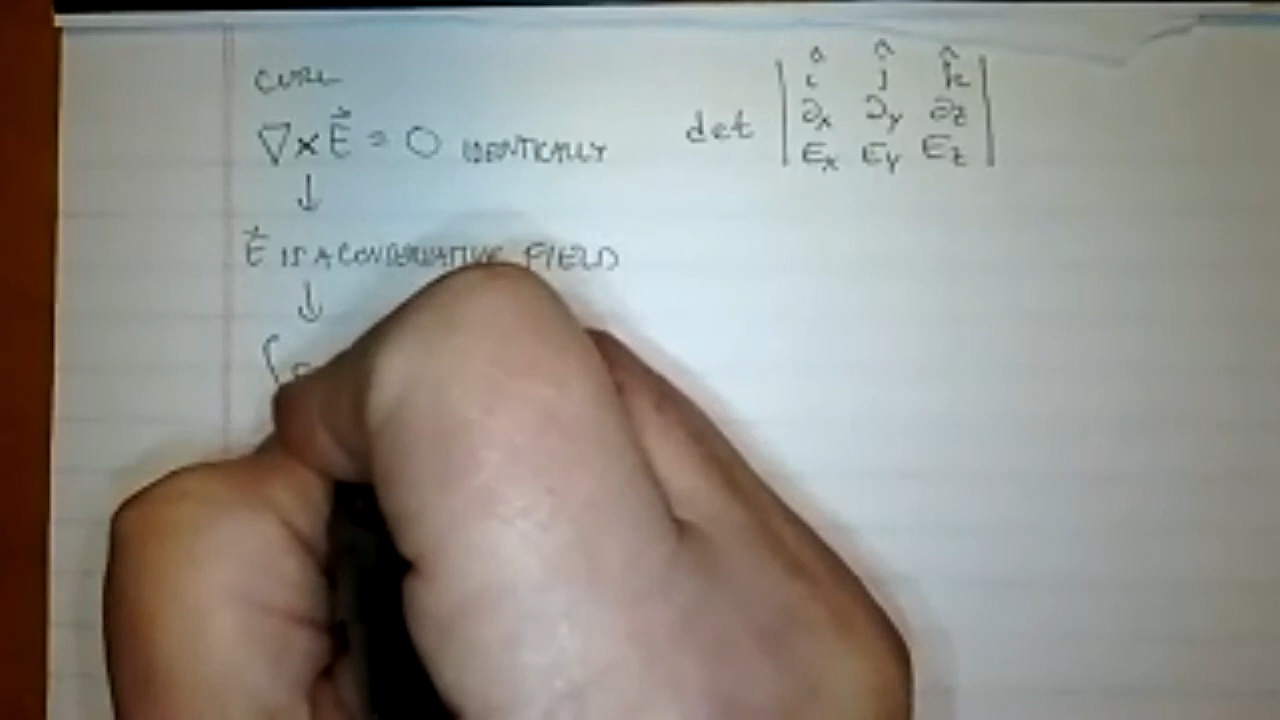 CURL
∇×E⃗ = 0 IDENTICALLY
↓
E⃗ IS A CONSERVATIVE FIELD
↓
∫
det | î ĵ k̂ |
| ∂x ∂y ∂z |
| Ex Ey Ez |